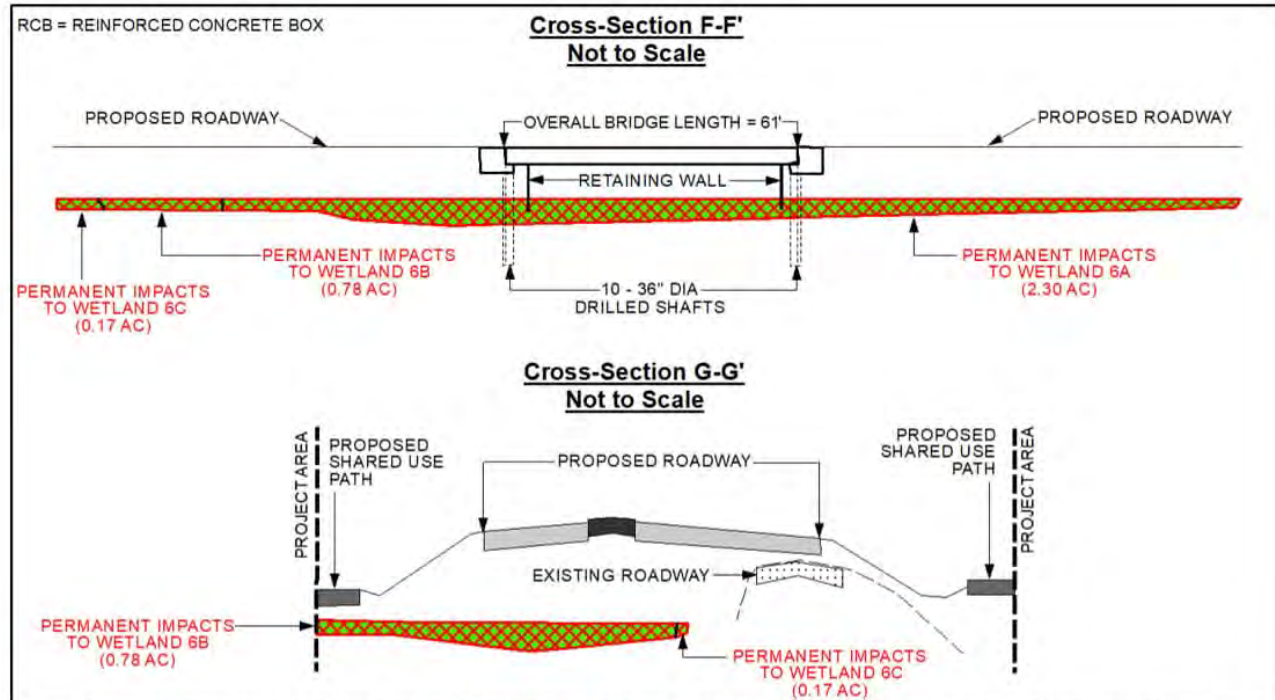 RCB = REINFORCED CONCRETE BOX
Cross-Section F-F'
Not to Scale
PROPOSED ROADWAY
OVERALL BRIDGE LENGTH = 61'
PROPOSED ROADWAY
RETAINING WALL
PERMANENT IMPACTS
TO WETLAND 6C
(0.17 AC)
PERMANENT IMPACTS
TO WETLAND 6B
(0.78 AC)
10 - 36" DIA
DRILLED SHAFTS
PERMANENT IMPACTS
TO WETLAND 6A
(2.30 AC)
Cross-Section G-G'
Not to Scale
PROJECT AREA
PROPOSED
SHARED USE
PATH
PROPOSED ROADWAY
PROPOSED
SHARED USE
PATH
PROJECT AREA
EXISTING ROADWAY
PERMANENT IMPACTS
TO WETLAND 6B
(0.78 AC)
PERMANENT IMPACTS
TO WETLAND 6C
(0.17 AC)